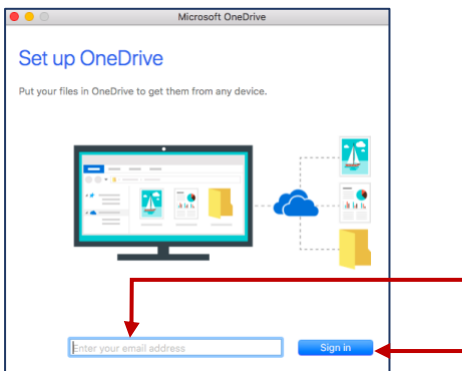 Microsoft OneDrive
Set up OneDrive
Put your files in OneDrive to get them from any device.
Enter your email address
Sign in